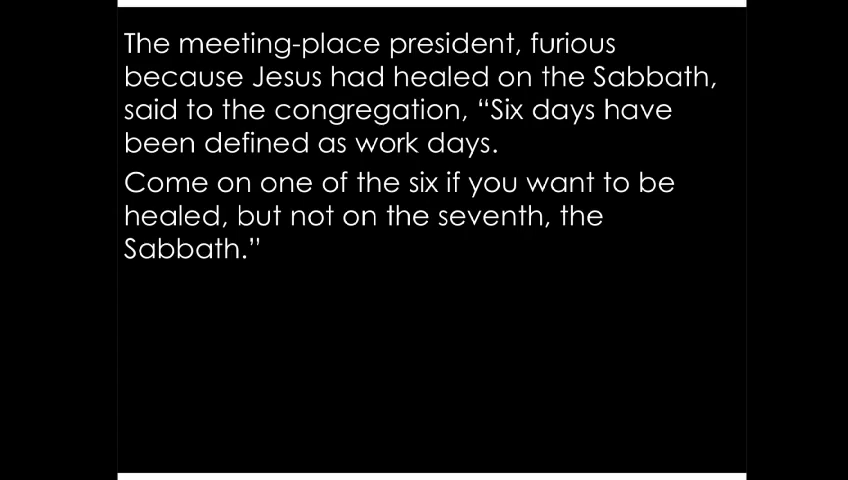 The meeting-place president, furious
because Jesus had healed on the Sabbath,
said to the congregation, “Six days have
been defined as work days.
Come on one of the six if you want to be
healed, but not on the seventh, the
Sabbath.”